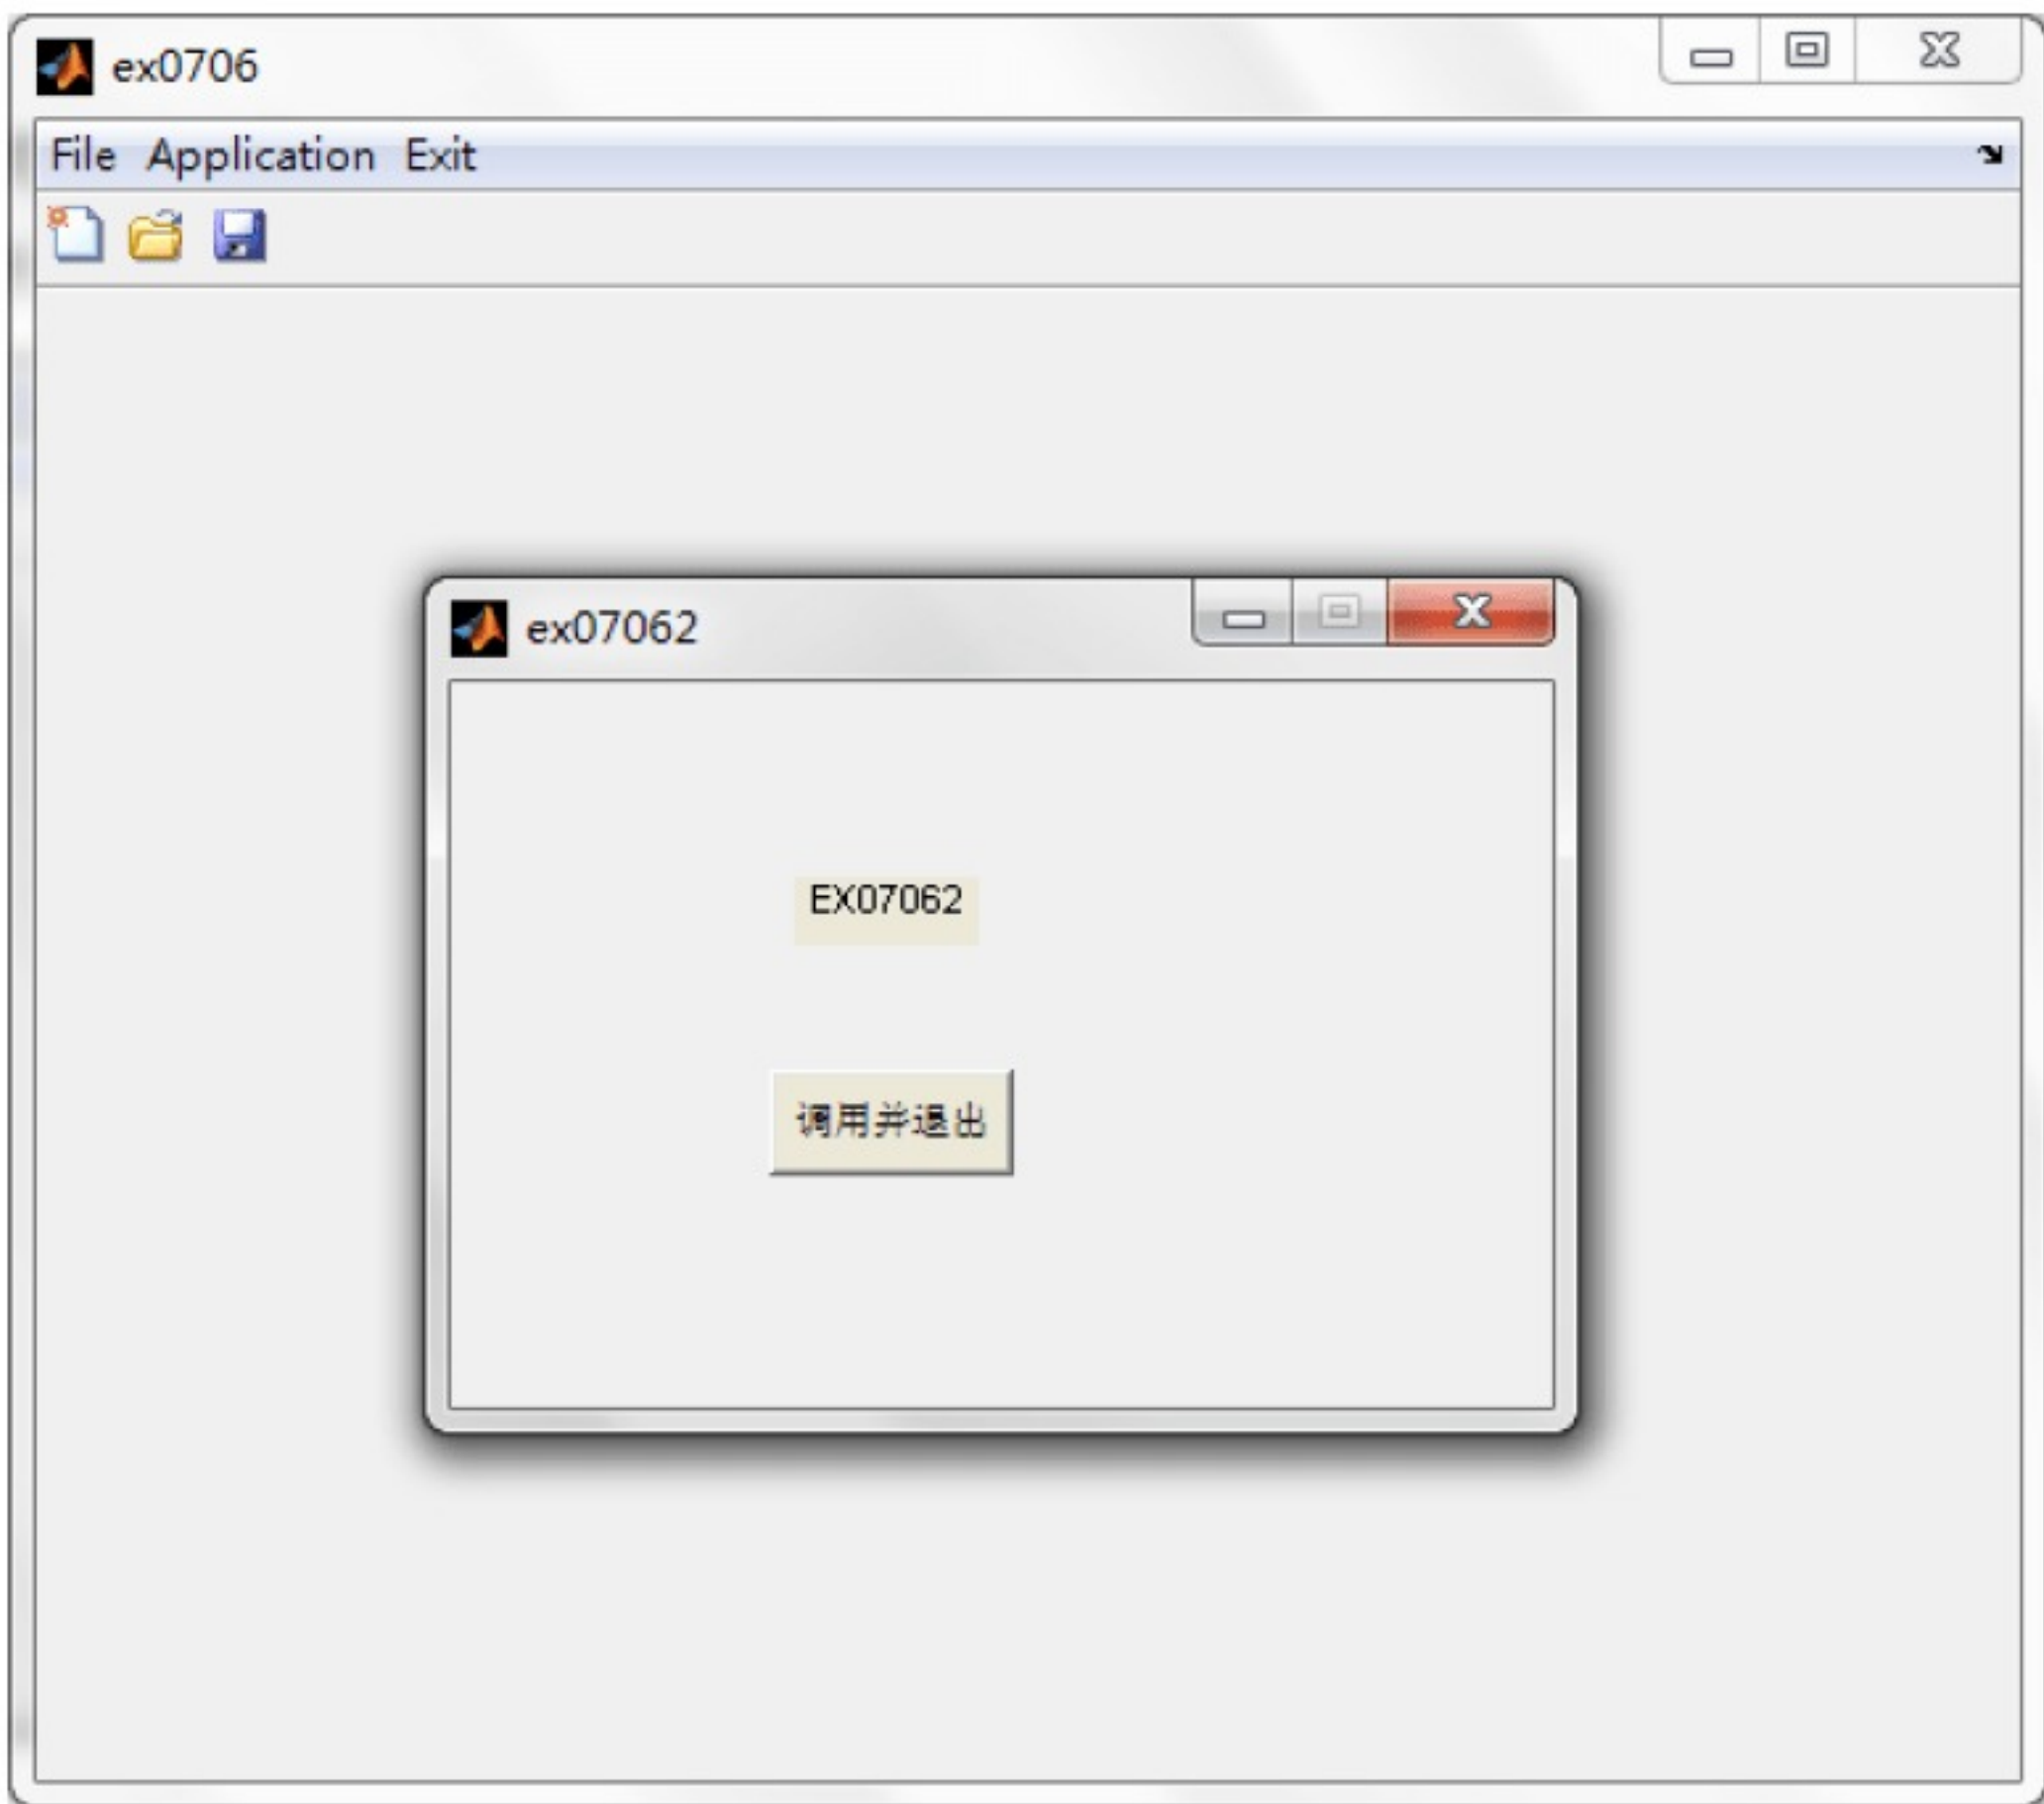 ex0706
File Application Exit
ex07062
EX07062
调用并退出